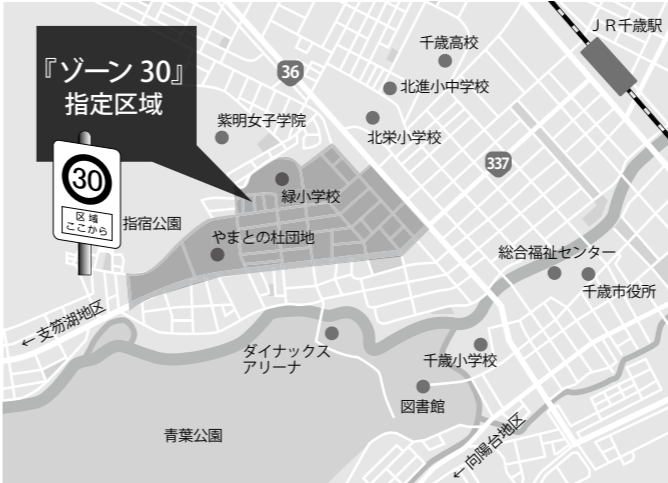 『ゾーン 30』
指定区域
30
区域
ここから
JR千歳駅
千歳高校
36
北進小中学校
紫明女子学院
北栄小学校
337
緑小学校
指宿公園
やまとの杜団地
総合福祉センター
千歳市役所
←支笏湖地区
ダイナックス
アリーナ
千歳小学校
図書館
青葉公園
←向陽台地区